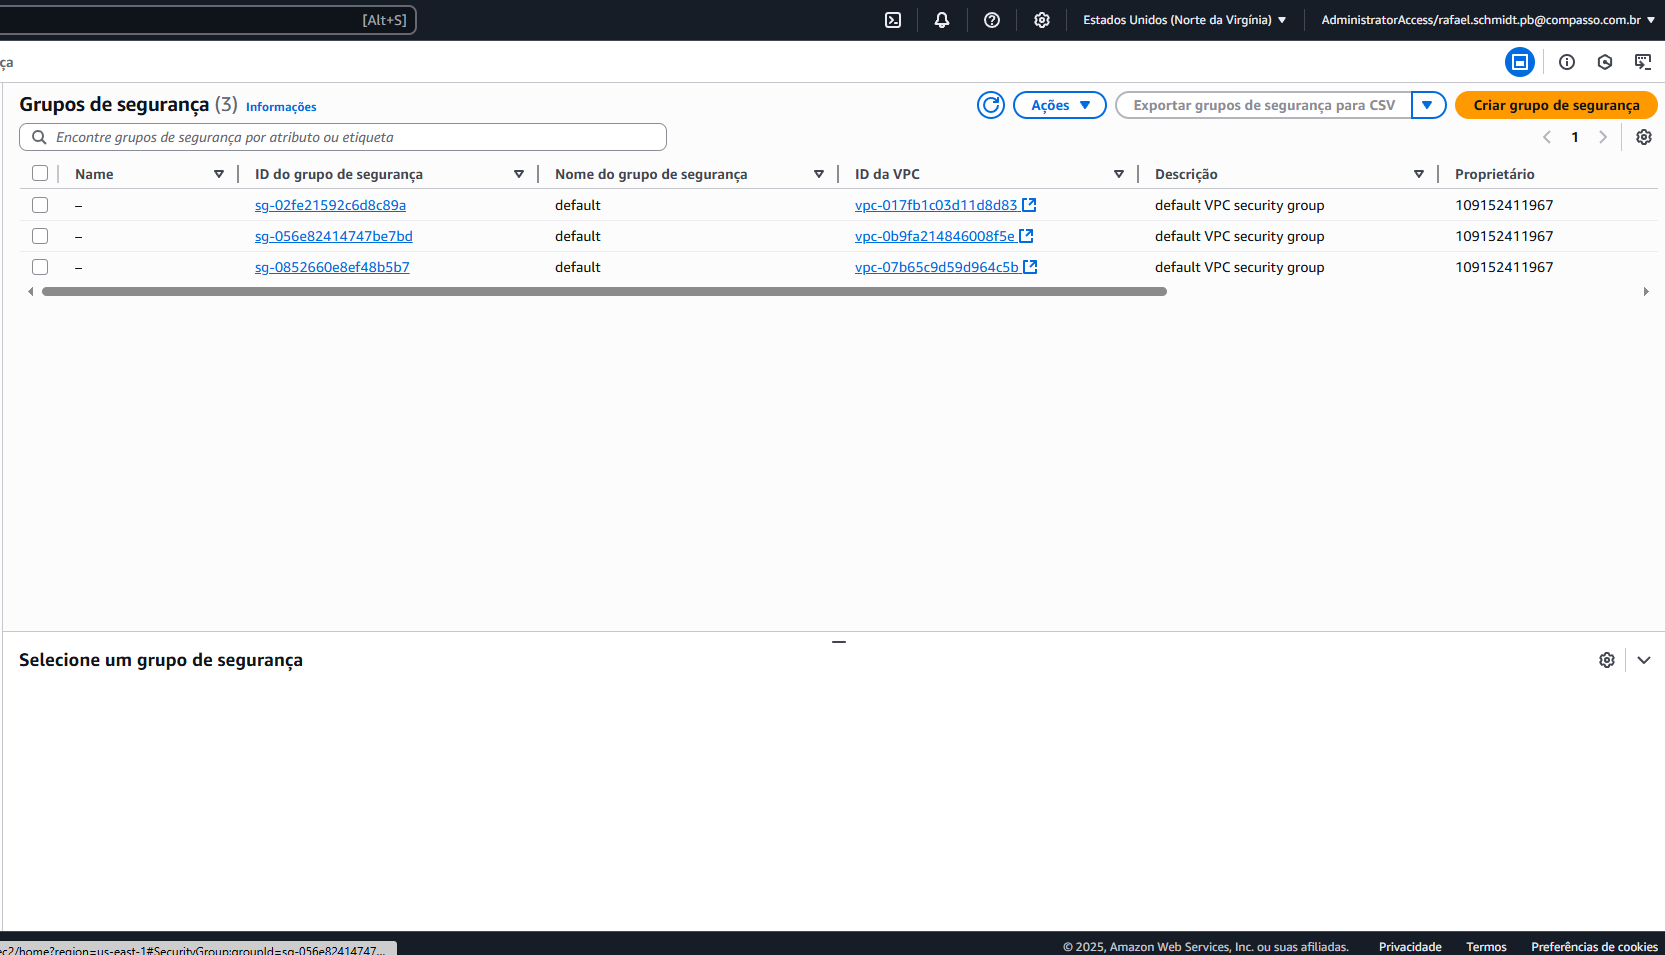 [Alt+S]
Estados Unidos (Norte da Virgínia)
AdministratorAccess/rafael.schmidt.pb@compasso.com.br
ça
Grupos de segurança (3) Informações
Ações
Exportar grupos de segurança para CSV
Criar grupo de segurança
Encontre grupos de segurança por atributo ou etiqueta
1
Name ID do grupo de segurança Nome do grupo de segurança ID da VPC Descrição Proprietário
– sg-02fe21592c6d8c89a default vpc-017fb1c03d11d8d83 default VPC security group 109152411967
– sg-056e82414747be7bd default vpc-0b9fa214846008f5e default VPC security group 109152411967
– sg-0852660e8ef48b5b7 default vpc-07b65c9d59d964c5b default VPC security group 109152411967
Selecione um grupo de segurança
ec2/home?region=us-east-1#SecurityGroup:groupId=sg-056e82414747...
© 2025, Amazon Web Services, Inc. ou suas afiliadas. Privacidade Termos Preferências de cookies